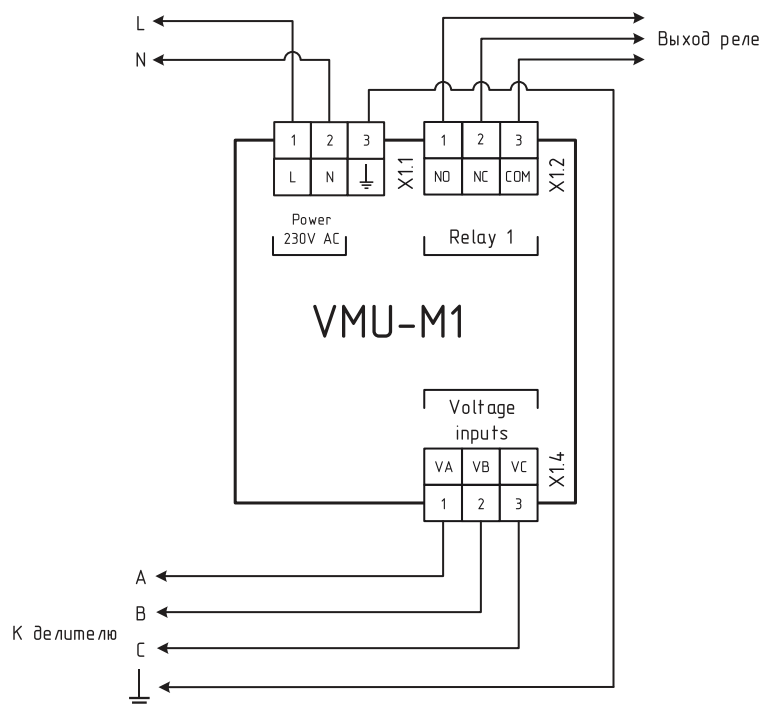 L
N
Выход реле
1 2 3
L N
X1.1
1 2 3
NO NC COM
X1.2
Power
230V AC
Relay 1
VMU-M1
Voltage
inputs
VA VB VC
1 2 3
X1.4
A
B
К делителю
C